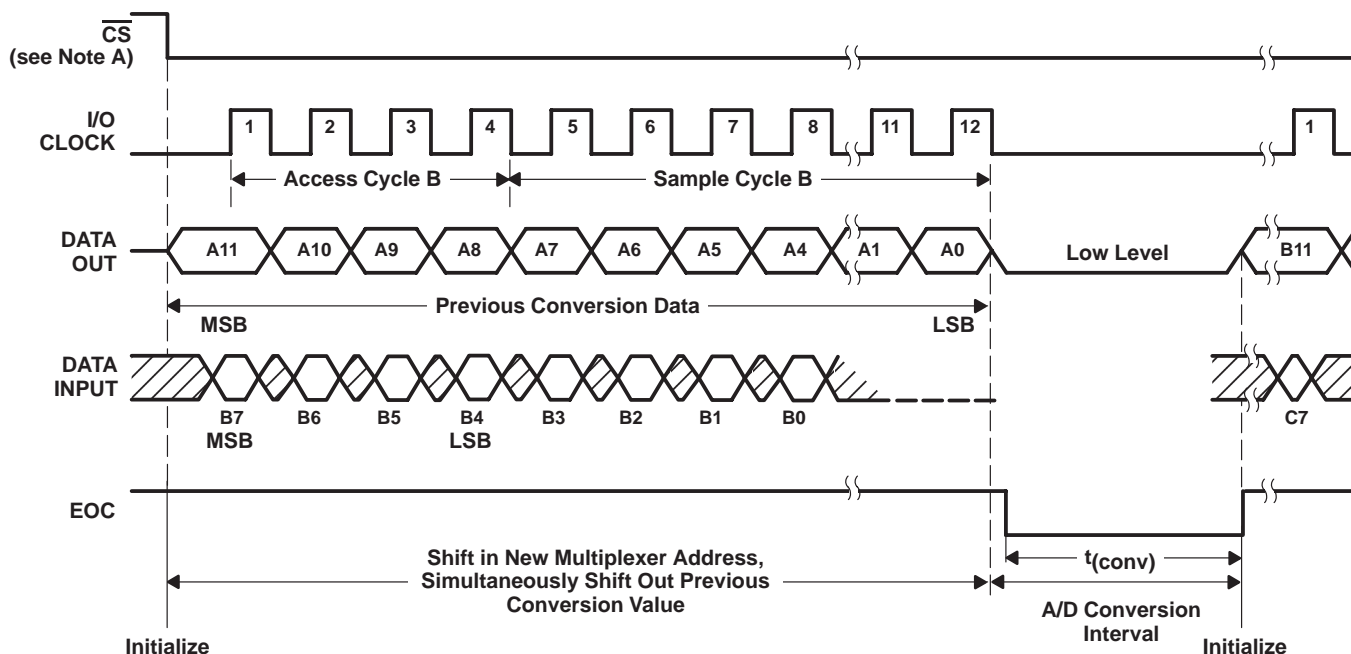 CS
(see Note A)
I/O
CLOCK
1 2 3 4 5 6 7 8 11 12 1
Access Cycle B Sample Cycle B
DATA
OUT
A11 A10 A9 A8 A7 A6 A5 A4 A1 A0 Low Level B11
Previous Conversion Data
MSB LSB
DATA
INPUT
B7 B6 B5 B4 B3 B2 B1 B0 C7
MSB LSB
EOC
Shift in New Multiplexer Address,
Simultaneously Shift Out Previous
Conversion Value
t(conv)
A/D Conversion
Interval
Initialize Initialize